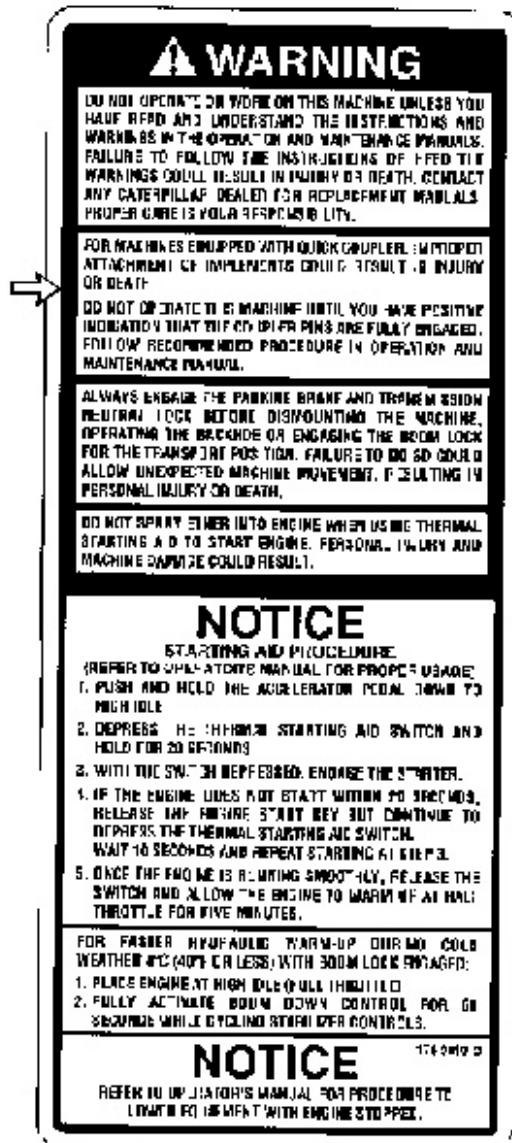 WARNING
DO NOT OPERATE OR WORK ON THIS MACHINE UNLESS YOU
HAVE READ AND UNDERSTAND THE INSTRUCTIONS AND
WARNINGS IN THE OPERATION AND MAINTENANCE MANUALS.
FAILURE TO FOLLOW THE INSTRUCTIONS OR HEED THE
WARNINGS COULD RESULT IN INJURY OR DEATH. CONTACT
ANY CATERPILLAR DEALER FOR REPLACEMENT MANUALS.
PROPER CARE IS YOUR RESPONSIBILITY.
FOR MACHINES EQUIPPED WITH QUICK COUPLER. IMPROPER
ATTACHMENT OF IMPLEMENTS COULD RESULT IN INJURY
OR DEATH
DO NOT OPERATE THIS MACHINE UNTIL YOU HAVE POSITIVE
INDICATION THAT THE COUPLER PINS ARE FULLY ENGAGED.
FOLLOW RECOMMENDED PROCEDURE IN OPERATION AND
MAINTENANCE MANUAL.
ALWAYS ENGAGE THE PARKING BRAKE AND TRANSMISSION
NEUTRAL LOCK BEFORE DISMOUNTING THE MACHINE,
OPERATING THE BACKHOE OR ENGAGING THE BOOM LOCK
FOR THE TRANSPORT POSITION. FAILURE TO DO SO COULD
ALLOW UNEXPECTED MACHINE MOVEMENT, RESULTING IN
PERSONAL INJURY OR DEATH.
DO NOT SPRAY ETHER INTO ENGINE WHEN USING THERMAL
STARTING AID TO START ENGINE. PERSONAL INJURY AND
MACHINE DAMAGE COULD RESULT.
NOTICE
STARTING AID PROCEDURE
(REFER TO OPERATOR'S MANUAL FOR PROPER USAGE)
1. PUSH AND HOLD THE ACCELERATOR PEDAL DOWN TO
HIGH IDLE
2. DEPRESS THE THERMAL STARTING AID SWITCH AND
HOLD FOR 20 SECONDS
3. WITH THE SWITCH DEPRESSED, ENGAGE THE STARTER.
4. IF THE ENGINE DOES NOT START WITHIN SECONDS,
RELEASE THE ENGINE START KEY BUT CONTINUE TO
DEPRESS THE THERMAL STARTING AID SWITCH.
WAIT 10 SECONDS AND REPEAT STARTING AT STEP 3.
5. ONCE THE ENGINE IS RUNNING SMOOTHLY, RELEASE THE
SWITCH AND ALLOW THE ENGINE TO WARM UP AT HALF
THROTTLE FOR FIVE MINUTES.
FOR FASTER HYDRAULIC WARM-UP DURING COLD
WEATHER 4°C (40°F OR LESS) WITH BOOM LOCK ENGAGED:
1. PLACE ENGINE AT HIGH IDLE (FULL THROTTLE)
2. FULLY ACTIVATE BOOM DOWN CONTROL FOR
SECONDS WHILE CYCLING STABILIZER CONTROLS.
NOTICE
REFER TO OPERATOR'S MANUAL FOR PROCEDURE TO
LOWER EQUIPMENT WITH ENGINE STOPPED.